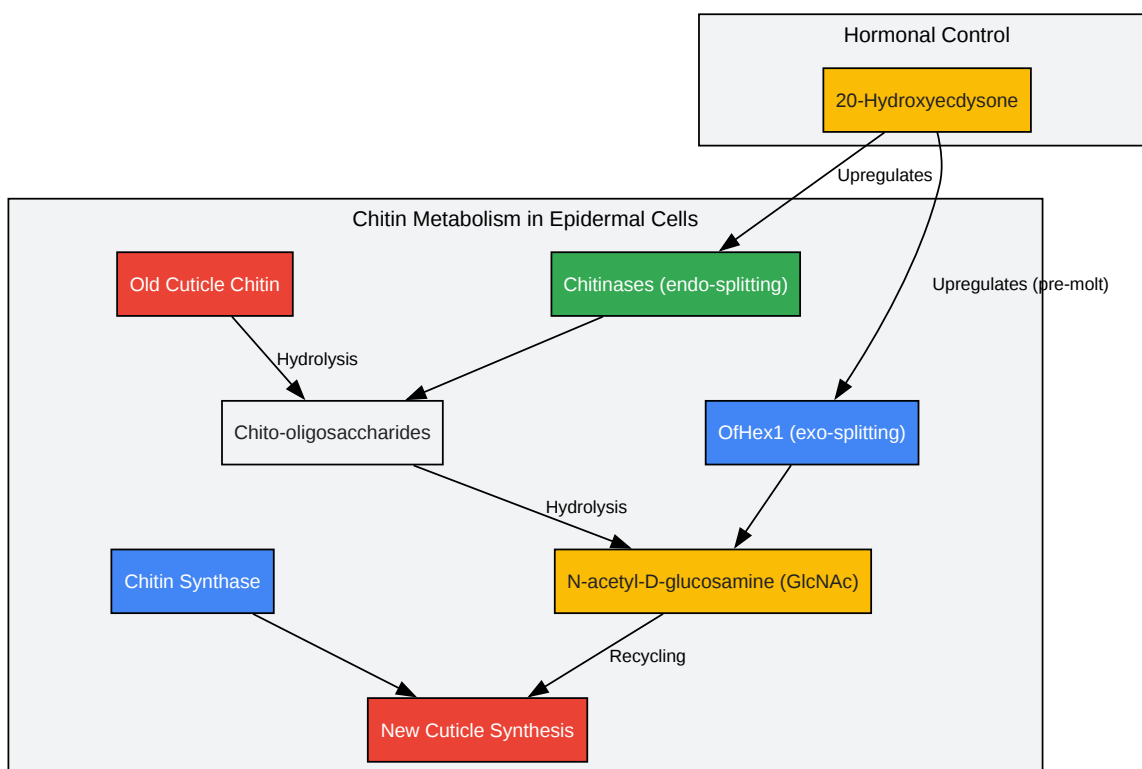 Hormonal Control
20-Hydroxyecdysone
Upregulates
Chitin Metabolism in Epidermal Cells
Old Cuticle Chitin
Chitinases (endo-splitting)
Upregulates (pre-molt)
Hydrolysis
Chito-oligosaccharides
OfHex1 (exo-splitting)
Hydrolysis
Chitin Synthase
N-acetyl-D-glucosamine (GlcNAc)
Recycling
New Cuticle Synthesis